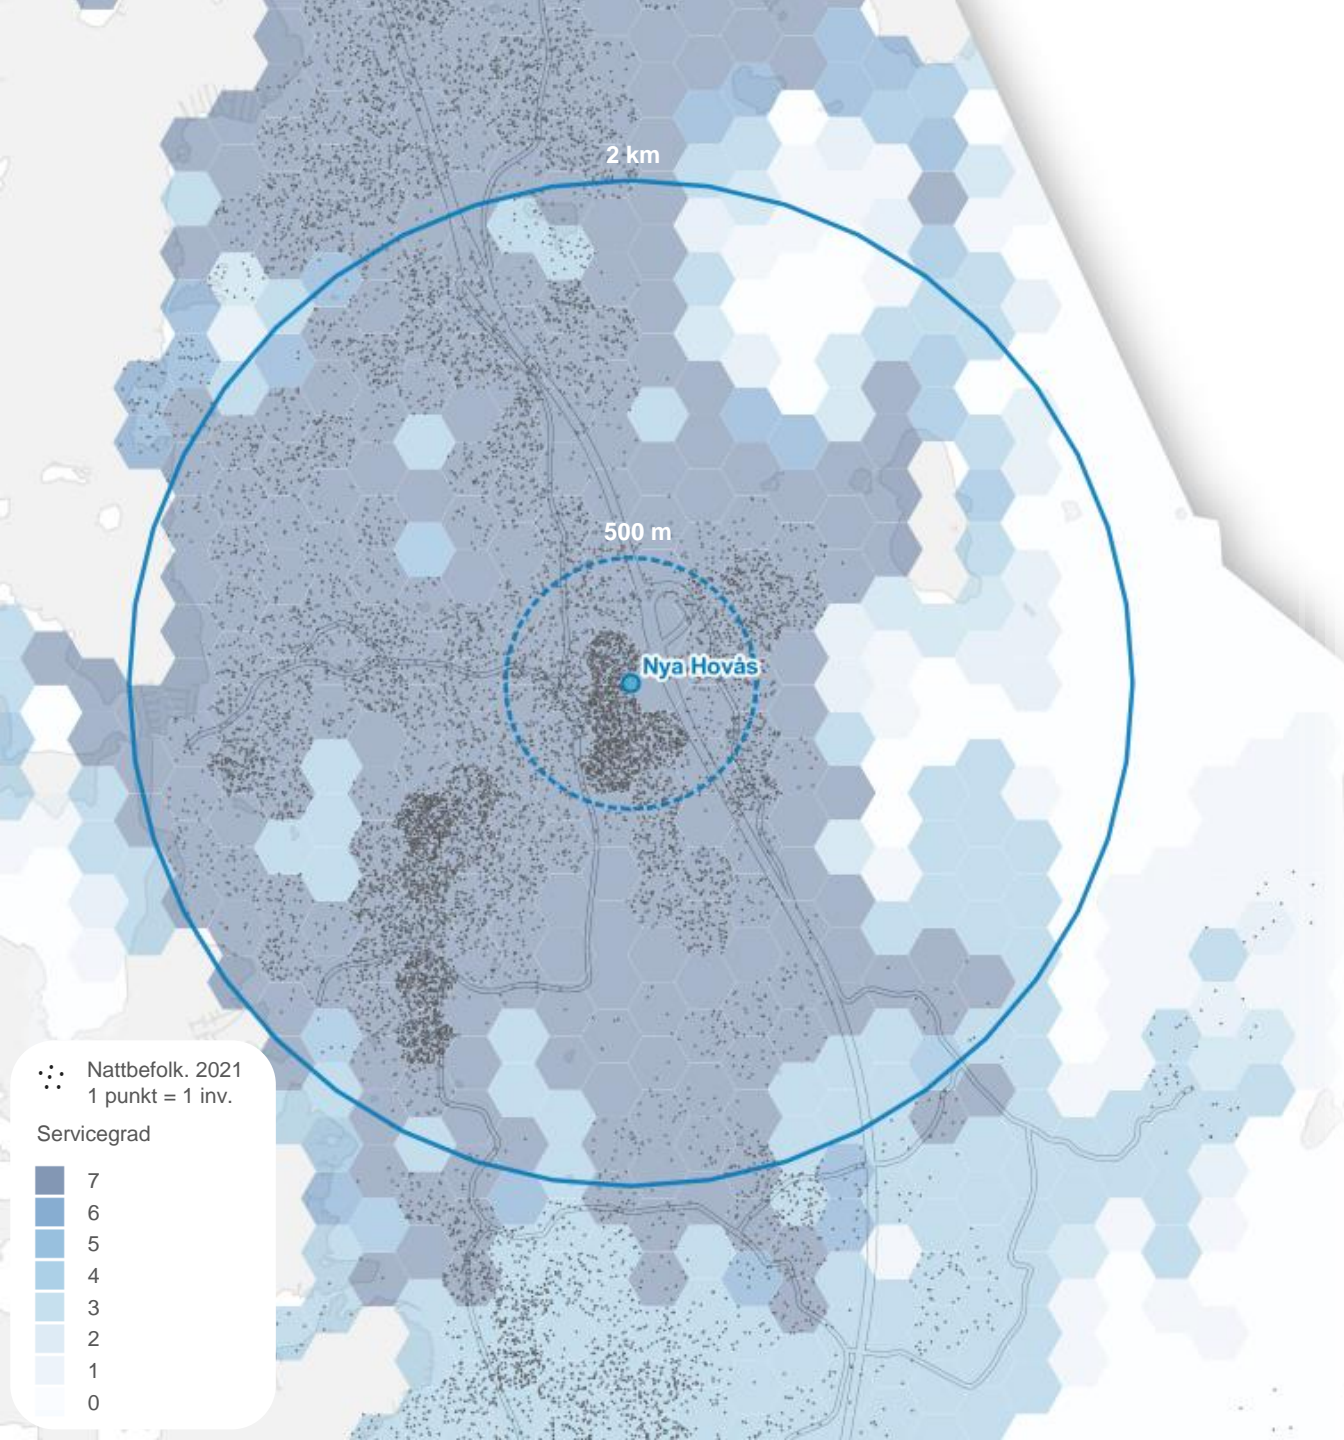 2 km
500 m
Nya Hovås
Nattbefolk. 2021
1 punkt = 1 inv.
Servicegrad
7
6
5
4
3
2
1
0